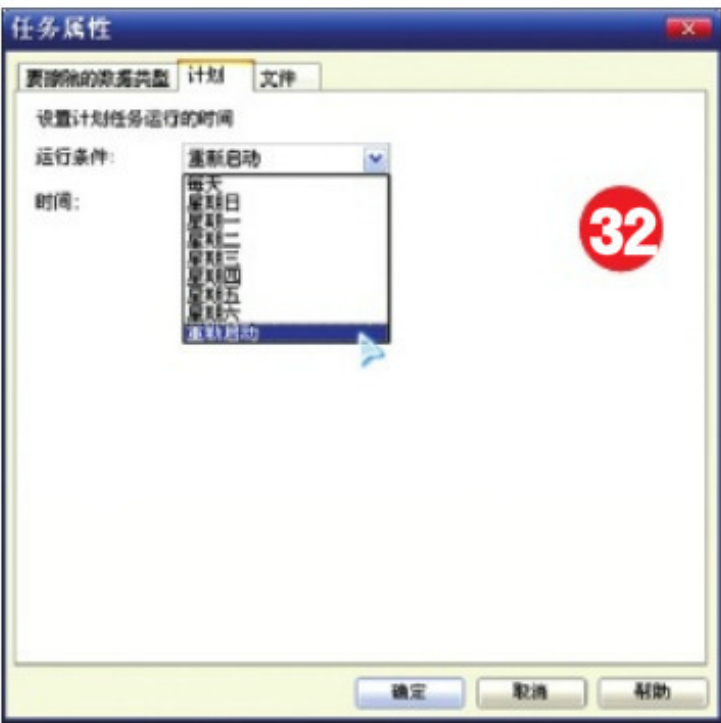 任务属性
要擦除的数据类型 计划 文件
设置计划任务运行的时间
运行条件: 重新启动
每天
时间:
星期日
星期一
32
星期二
星期三
星期四
星期五
星期六
重新启动
确定 取消 帮助